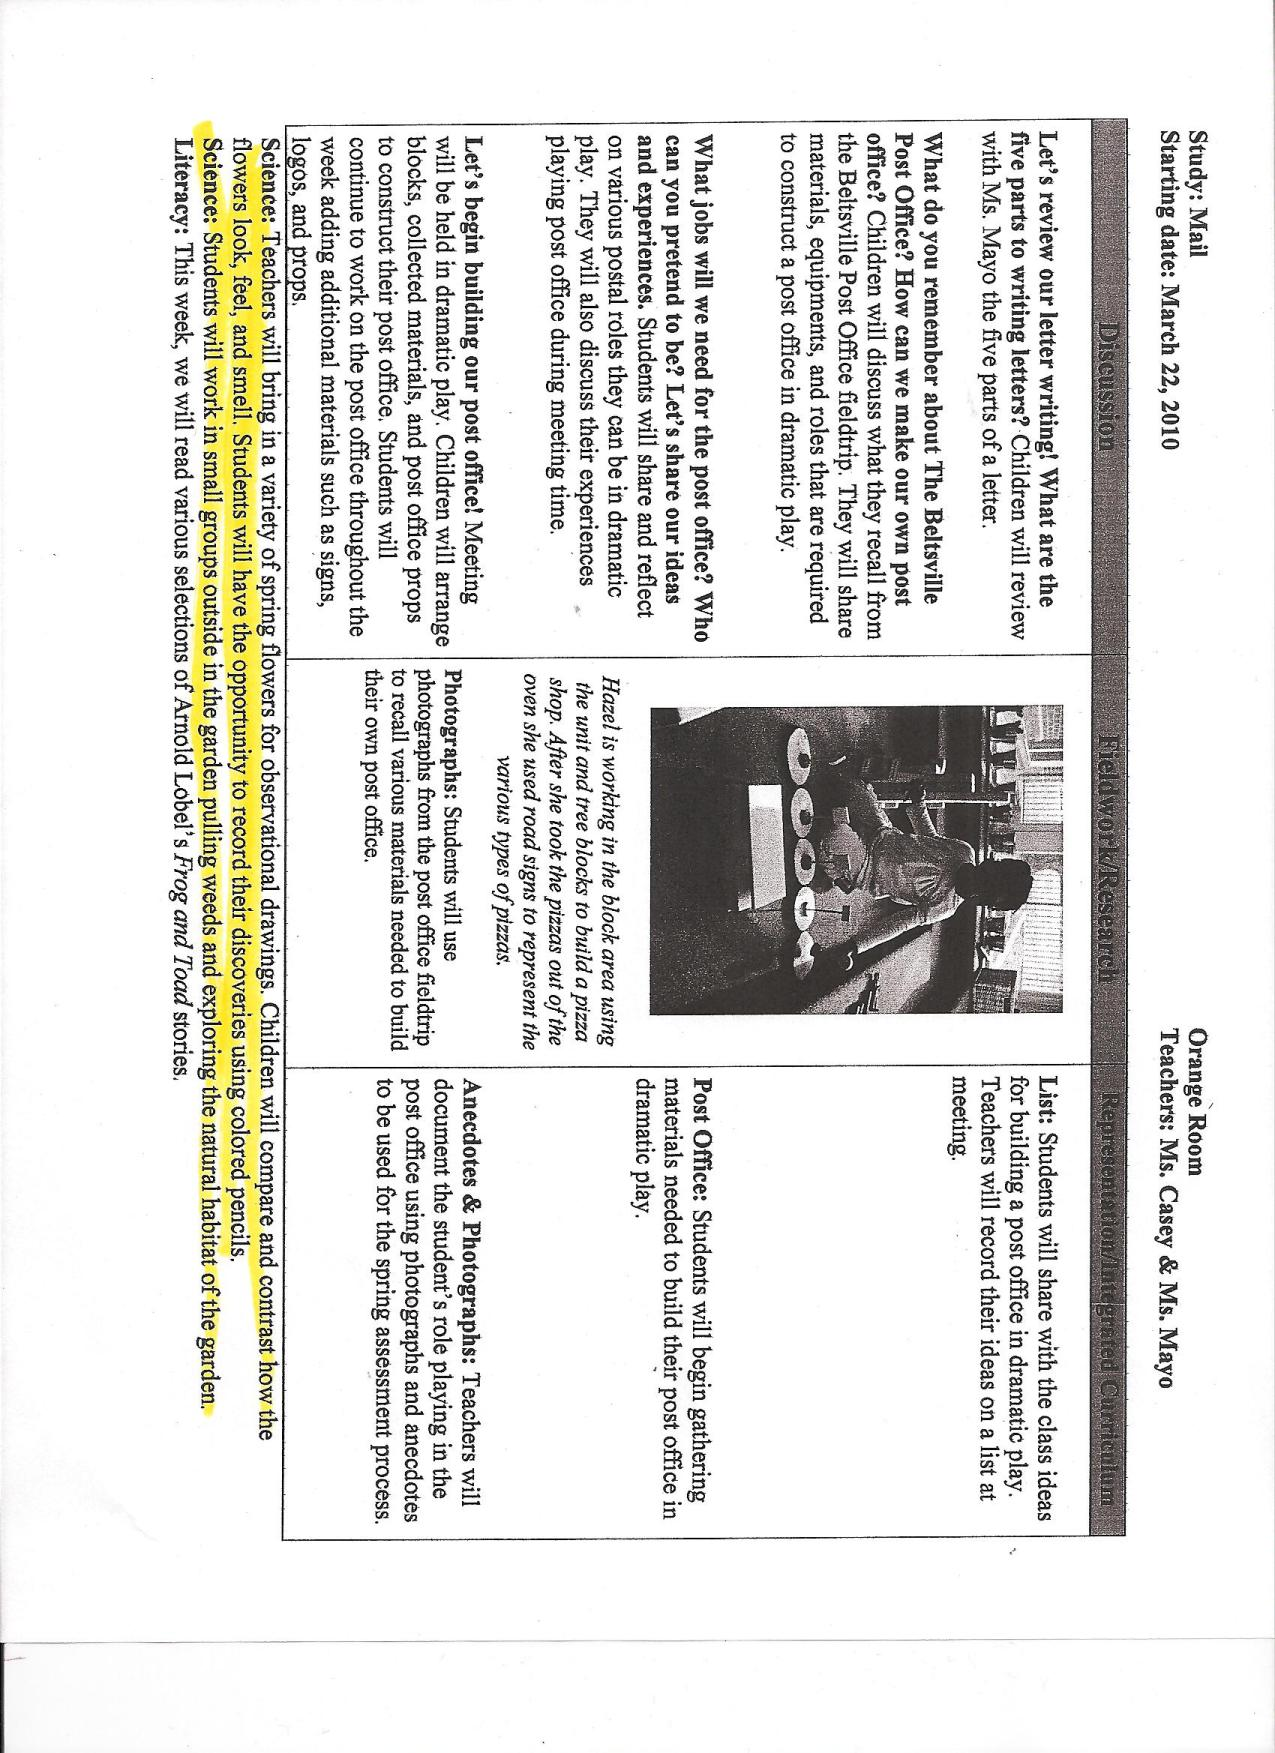 Study: Mail
Starting date: March 22, 2010
Orange Room
Teachers: Ms. Casey & Ms. Mayo
Discussion
Fieldwork/Research
Representation/Integrated Curriculum
Let's review our letter writing! What are the
five parts to writing letters? Children will review
with Ms. Mayo the five parts of a letter.
What do you remember about The Beltsville
Post Office? How can we make our own post
office? Children will discuss what they recall from
the Beltsville Post Office fieldtrip. They will share
materials, equipments, and roles that are required
to construct a post office in dramatic play.
What jobs will we need for the post office? Who
can you pretend to be? Let's share our ideas
and experiences. Students will share and reflect
on various postal roles they can be in dramatic
play. They will also discuss their experiences
playing post office during meeting time.
Let's begin building our post office! Meeting
will be held in dramatic play. Children will arrange
blocks, collected materials, and post office props
to construct their post office. Students will
continue to work on the post office throughout the
week adding additional materials such as signs,
logos, and props.
Hazel is working in the block area using
the unit and tree blocks to build a pizza
shop. After she took the pizzas out of the
oven she used road signs to represent the
various types of pizzas.
Photographs: Students will use
photographs from the post office fieldtrip
to recall various materials needed to build
their own post office.
List: Students will share with the class ideas
for building a post office in dramatic play.
Teachers will record their ideas on a list at
meeting.
Post Office: Students will begin gathering
materials needed to build their post office in
dramatic play.
Anecdotes & Photographs: Teachers will
document the student's role playing in the
post office using photographs and anecdotes
to be used for the spring assessment process.
Science: Teachers will bring in a variety of spring flowers for observational drawings. Children will compare and contrast how the
flowers look, feel, and smell. Students will have the opportunity to record their discoveries using colored pencils.
Science: Students will work in small groups outside in the garden pulling weeds and exploring the natural habitat of the garden.
Literacy: This week, we will read various selections of Arnold Lobel's Frog and Toad stories.